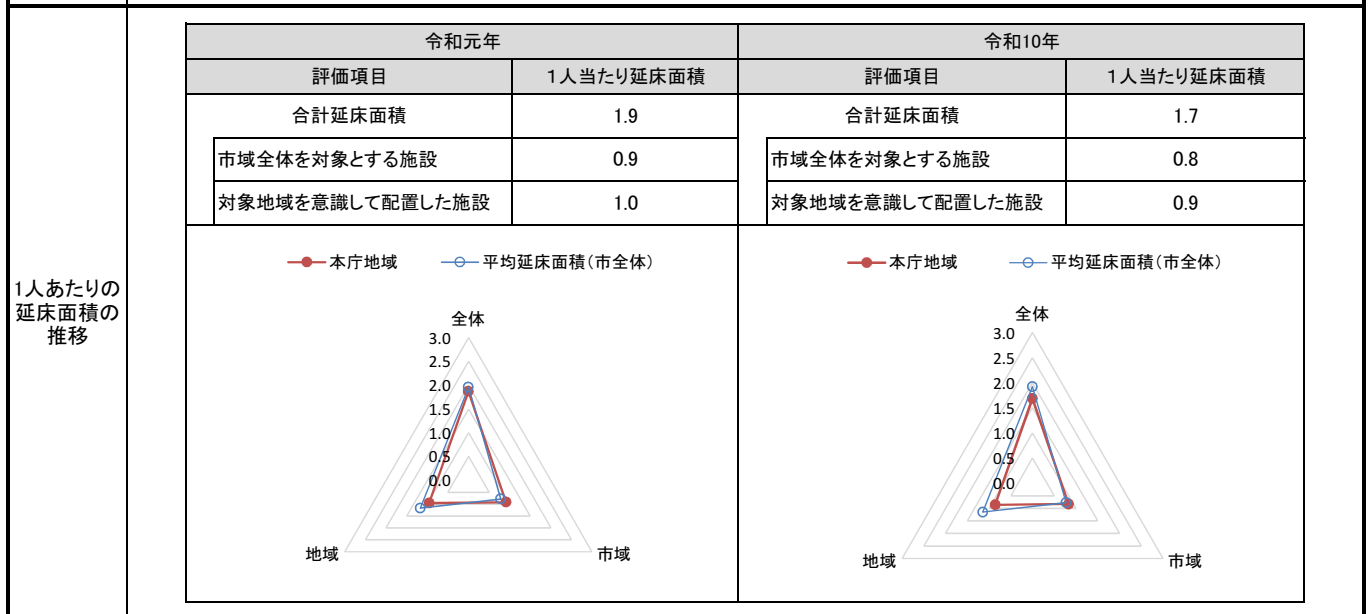 1人あたりの
延床面積の
推移
令和元年
評価項目 1人当たり延床面積
合計延床面積 1.9
市域全体を対象とする施設 0.9
対象地域を意識して配置した施設 1.0
本庁地域 平均延床面積(市全体)
全体
3.0
2.5
2.0
1.5
1.0
0.5
0.0
地域 市域
令和10年
評価項目 1人当たり延床面積
合計延床面積 1.7
市域全体を対象とする施設 0.8
対象地域を意識して配置した施設 0.9
本庁地域 平均延床面積(市全体)
全体
3.0
2.5
2.0
1.5
1.0
0.5
0.0
地域 市域